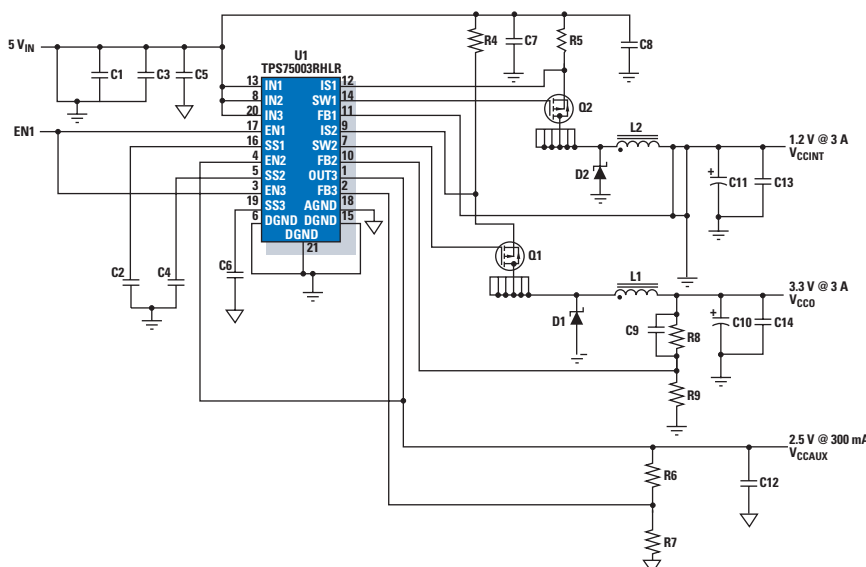 5 VIN
C1
C3
C5
U1
TPS75003RHLR
R4
C7
R5
C8
13 IN1 IS1 12
8 IN2 SW1 14
20 IN3 FB1 11
17 EN1 IS2 9
16 SS1 SW2 7
4 EN2 FB2 10
5 SS2 OUT3 1
3 EN3 FB3 2
19 SS3 AGND 18
6 DGND DGND 15
DGND
21
EN1
Q2
L2
D2
1.2 V @ 3 A
VCCINT
+
C11
C13
C2
C4
C6
Q1
L1
D1
3.3 V @ 3 A
VCCO
C9
R8
+
C10
C14
R9
2.5 V @ 300 mA
VCCAUX
R6
C12
R7